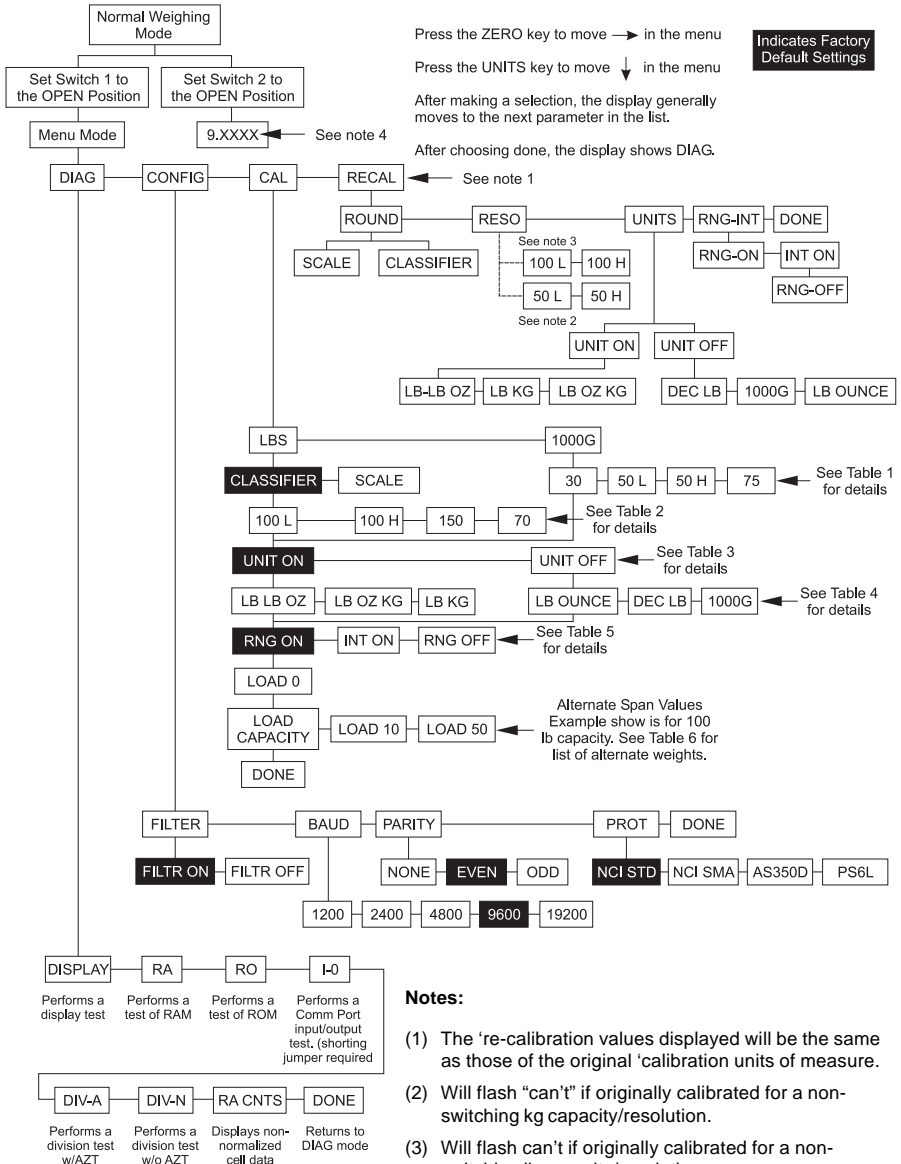 Normal Weighing
Mode
Press the ZERO key to move → in the menu
Press the UNITS key to move ↓ in the menu
After making a selection, the display generally
moves to the next parameter in the list.
After choosing done, the display shows DIAG.
Indicates Factory
Default Settings
Set Switch 1 to
the OPEN Position
Set Switch 2 to
the OPEN Position
Menu Mode
9.XXXX
See note 4
DIAG
CONFIG
CAL
RECAL
See note 1
ROUND
RESO
UNITS
RNG-INT
DONE
SCALE
CLASSIFIER
See note 3
100 L
100 H
50 L
50 H
See note 2
RNG-ON
INT ON
RNG-OFF
UNIT ON
UNIT OFF
LB-LB OZ
LB KG
LB OZ KG
DEC LB
1000G
LB OUNCE
LBS
1000G
CLASSIFIER
SCALE
30
50 L
50 H
75
See Table 1
for details
100 L
100 H
150
70
See Table 2
for details
UNIT ON
UNIT OFF
See Table 3
for details
LB LB OZ
LB OZ KG
LB KG
LB OUNCE
DEC LB
1000G
See Table 4
for details
RNG ON
INT ON
RNG OFF
See Table 5
for details
LOAD 0
LOAD
CAPACITY
LOAD 10
LOAD 50
Alternate Span Values
Example show is for 100
lb capacity. See Table 6 for
list of alternate weights.
DONE
FILTER
BAUD
PARITY
PROT
DONE
FILTR ON
FILTR OFF
NONE
EVEN
ODD
NCI STD
NCI SMA
AS350D
PS6L
1200
2400
4800
9600
19200
DISPLAY
RA
RO
I-0
Performs a
display test
Performs a
test of RAM
Performs a
test of ROM
Performs a
Comm Port
input/output
test. (shorting
jumper required
DIV-A
DIV-N
RA CNTS
DONE
Performs a
division test
w/AZT
Performs a
division test
w/o AZT
Displays non-
normalized
cell data
Returns to
DIAG mode
Notes:
(1) The ‘re-calibration values displayed will be the same
as those of the original ‘calibration units of measure.
(2) Will flash “can’t” if originally calibrated for a non-
switching kg capacity/resolution.
(3) Will flash can’t if originally calibrated for a non-